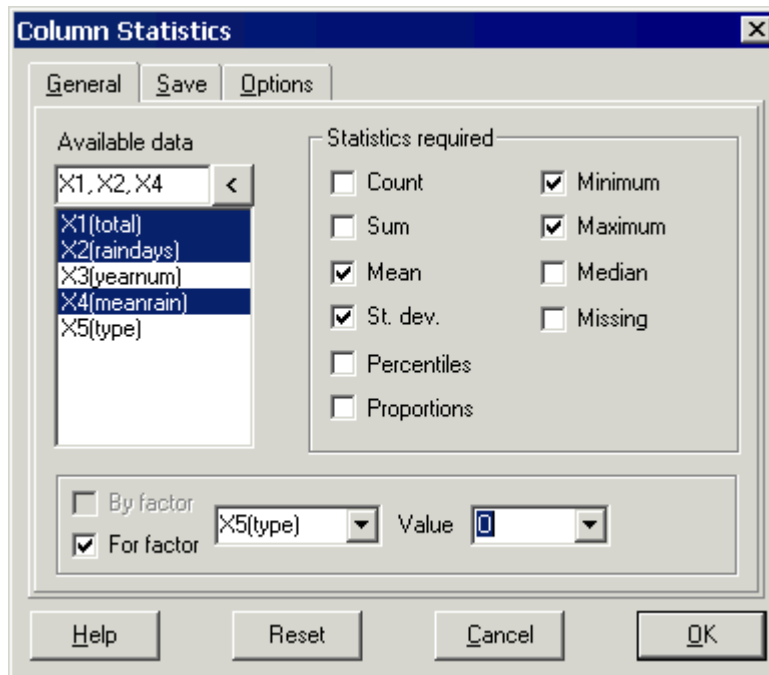 Column Statistics
General Save Options
Available data
X1, X2, X4 <
X1(total)
X2(raindays)
X3(yearnum)
X4(meanrain)
X5(type)
Statistics required
Count
Sum
Mean
St. dev.
Percentiles
Proportions
Minimum
Maximum
Median
Missing
By factor
For factor
X5(type)
Value 0
Help Reset Cancel OK